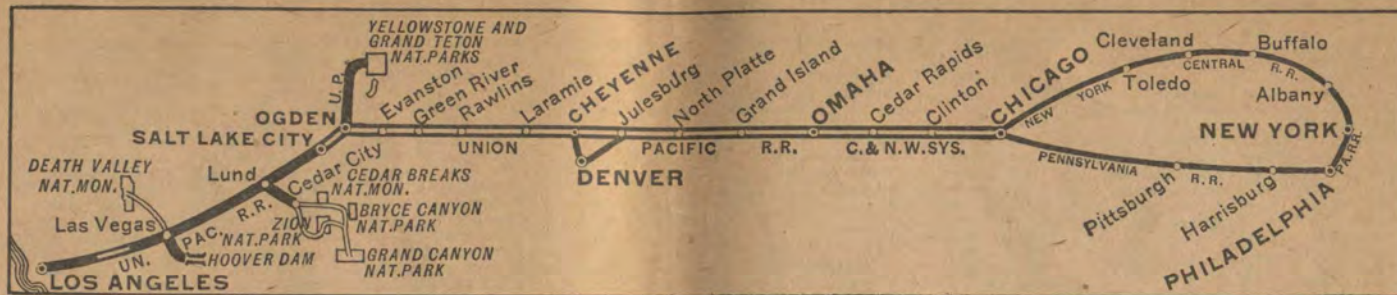 YELLOWSTONE AND
GRAND TETON
NAT. PARKS
U.P.
OGDEN
SALT LAKE CITY
Evanston
Green River
Rawlins
Laramie
CHEYENNE
Julesburg
North Platte
Grand Island
OMAHA
Cedar Rapids
Clinton
CHICAGO
UNION
PACIFIC
R.R.
C. & N.W. SYS.
DENVER
Cleveland
Buffalo
NEW
YORK
CENTRAL
R.R.
Toledo
Albany
NEW YORK
PA. R.R.
PENNSYLVANIA
R.R.
Pittsburgh
Harrisburg
PHILADELPHIA
DEATH VALLEY
NAT. MON.
Lund
Cedar City
CEDAR BREAKS
NAT. MON.
Las Vegas
UN.
PAC.
R.R.
ZION
NAT. PARK
BRYCE CANYON
NAT. PARK
HOOVER DAM
GRAND CANYON
NAT. PARK
LOS ANGELES